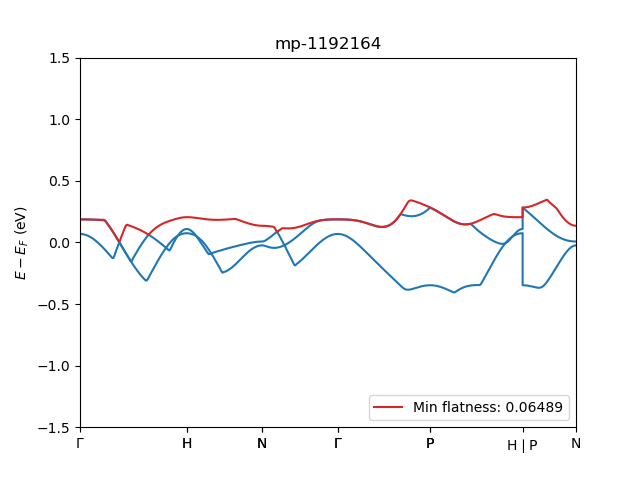 mp-1192164
1.5
1.0
0.5
0.0
−0.5
−1.0
−1.5
E − E_F (eV)
Min flatness: 0.06489
Γ H N Γ P H | P N